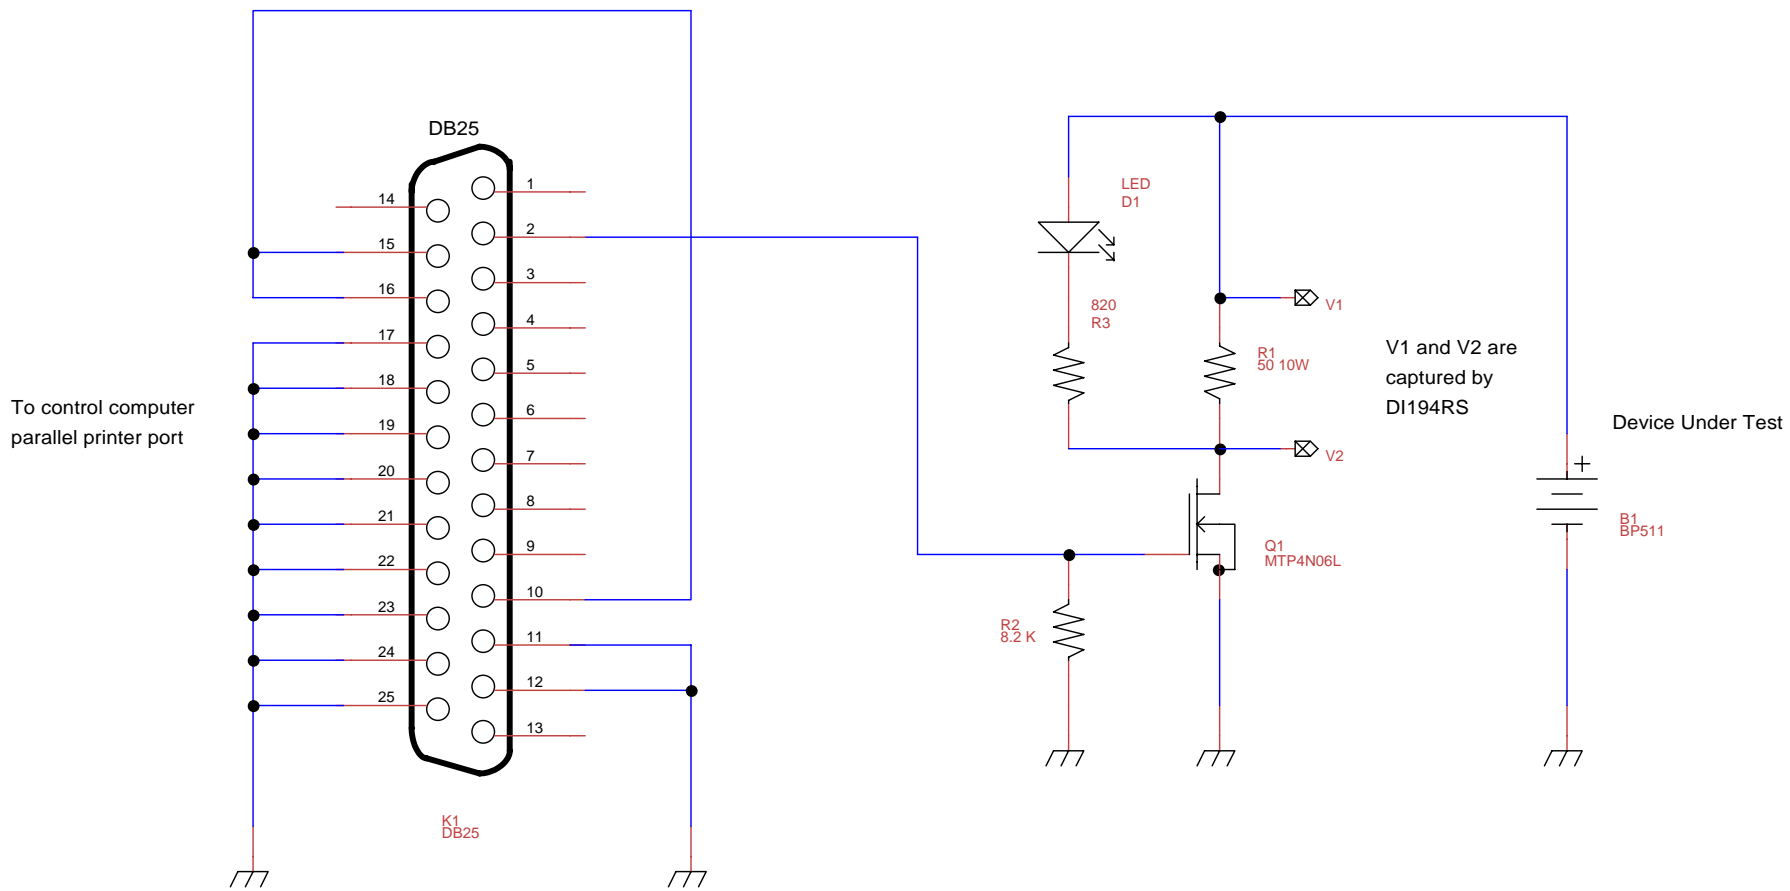 DB25
14
15
16
17
18
19
20
21
22
23
24
25
1
2
3
4
5
6
7
8
9
10
11
12
13
K1
DB25
To control computer
parallel printer port
LED
D1
820
R3
R1
50 10W
V1
V2
V1 and V2 are
captured by
DI194RS
Device Under Test
+
B1
BP511
Q1
MTP4N06L
R2
8.2 K